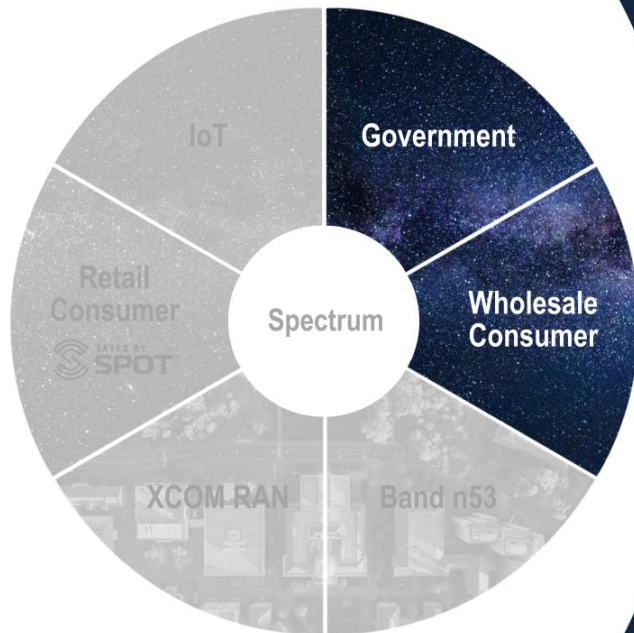 IoT
Government
Retail
Consumer
SAVED BY
SPOT
Spectrum
Wholesale
Consumer
XCOM RAN
Band n53